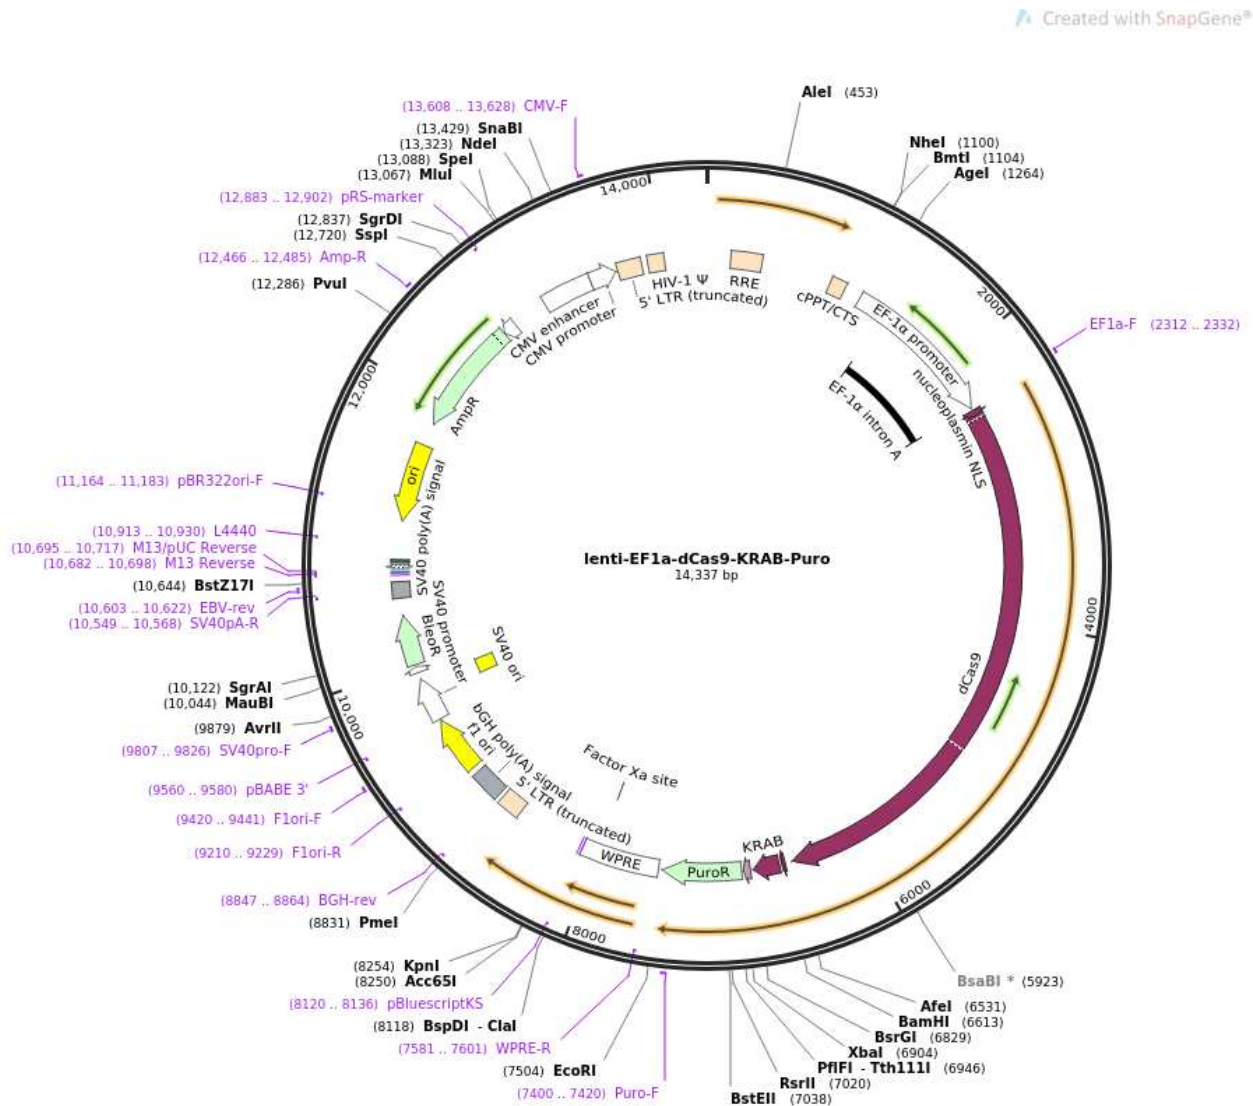 Created with SnapGene®
AleI (453)
NheI (1100)
BmtI (1104)
AgeI (1264)
2000
EF1a-F (2312 .. 2332)
4000
6000
BsaBI * (5923)
AfeI (6531)
BamHI (6613)
BsrGI (6829)
XbaI (6904)
PflFI - Tth111I (6946)
RsrII (7020)
BstEII (7038)
(7400 .. 7420) Puro-F
(7504) EcoRI
(7581 .. 7601) WPRE-R
(8118) BspDI - ClaI
(8120 .. 8136) pBluescriptKS
(8250) Acc65I
(8254) KpnI
8000
(8831) PmeI
(8847 .. 8864) BGH-rev
(9210 .. 9229) F1ori-R
(9420 .. 9441) F1ori-F
(9560 .. 9580) pBABE 3'
(9807 .. 9826) SV40pro-F
(9879) AvrII
10,000
(10,044) MauBI
(10,122) SgrAI
(10,549 .. 10,568) SV40pA-R
(10,603 .. 10,622) EBV-rev
(10,644) BstZ17I
(10,682 .. 10,698) M13 Reverse
(10,695 .. 10,717) M13/pUC Reverse
(10,913 .. 10,930) L4440
(11,164 .. 11,183) pBR322ori-F
12,000
(12,286) PvuI
(12,466 .. 12,485) Amp-R
(12,720) SspI
(12,837) SgrDI
(12,883 .. 12,902) pRS-marker
(13,067) MluI
(13,088) SpeI
(13,323) NdeI
(13,429) SnaBI
(13,608 .. 13,628) CMV-F
14,000
CMV enhancer
CMV promoter
5' LTR (truncated)
HIV-1 Ψ
RRE
cPPT/CTS
EF-1α promoter
EF-1α intron A
nucleoplasmin NLS
dCas9
KRAB
PuroR
Factor Xa site
WPRE
5' LTR (truncated)
bGH poly(A) signal
f1 ori
SV40 ori
SV40 promoter
BleoR
SV40 poly(A) signal
ori
AmpR
lenti-EF1a-dCas9-KRAB-Puro
14,337 bp